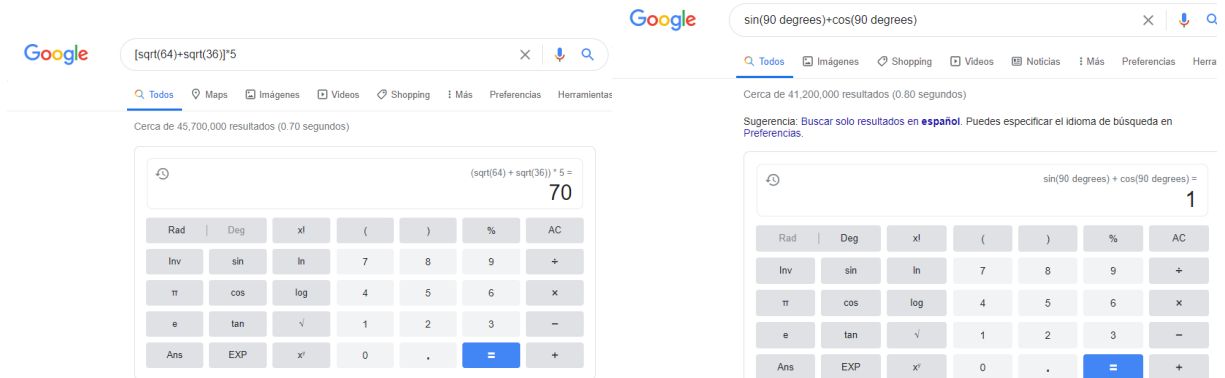 Google
[sqrt(64)+sqrt(36)]*5
Todos Maps Imágenes Videos Shopping Más Preferencias Herramientas
Cerca de 45,700,000 resultados (0.70 segundos)
(sqrt(64) + sqrt(36)) * 5 =
70
Rad | Deg x! ( ) % AC
Inv sin ln 7 8 9 ÷
π cos log 4 5 6 ×
e tan √ 1 2 3 −
Ans EXP xʸ 0 . = +
Google
sin(90 degrees)+cos(90 degrees)
Todos Imágenes Shopping Videos Noticias Más Preferencias Herra
Cerca de 41,200,000 resultados (0.80 segundos)
Sugerencia: Buscar solo resultados en español. Puedes especificar el idioma de búsqueda en
Preferencias.
sin(90 degrees) + cos(90 degrees) =
1
Rad | Deg x! ( ) % AC
Inv sin ln 7 8 9 ÷
π cos log 4 5 6 ×
e tan √ 1 2 3 −
Ans EXP xʸ 0 . = +